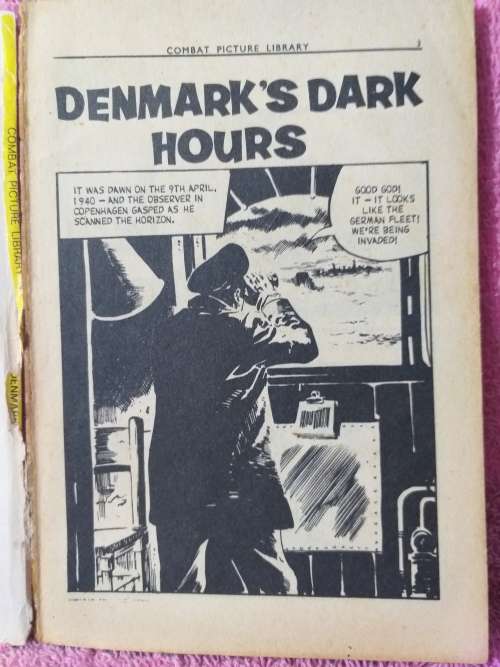 COMBAT PICTURE LIBRARY
3
DENMARK'S DARK
HOURS
IT WAS DAWN ON THE 9TH APRIL,
1940 – AND THE OBSERVER IN
COPENHAGEN GASPED AS HE
SCANNED THE HORIZON.
GOOD GOD!
IT – IT LOOKS
LIKE THE
GERMAN FLEET!
WE'RE BEING
INVADED!
COMBAT PICTURE LIBRARY